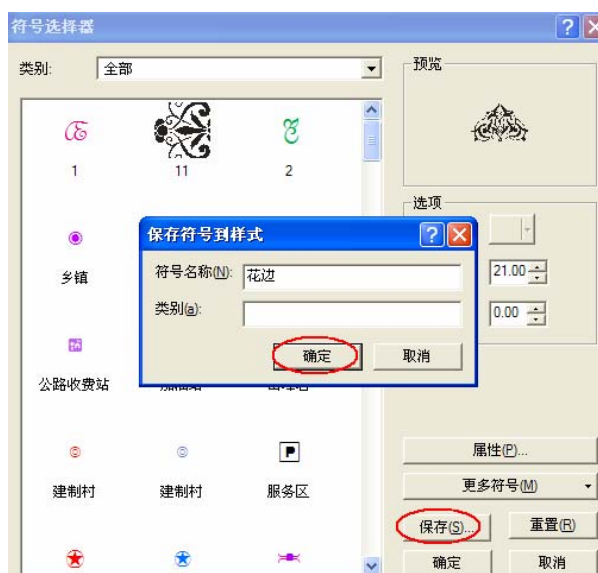 符号选择器
类别: 全部
预览
1 11 2
选项
保存符号到样式
符号名称(N): 花边
类别(a):
确定 取消
21.00
0.00
乡镇
公路收费站
建制村 建制村 服务区
P
属性(P)...
更多符号(M)
保存(S)... 重置(R)
确定 取消